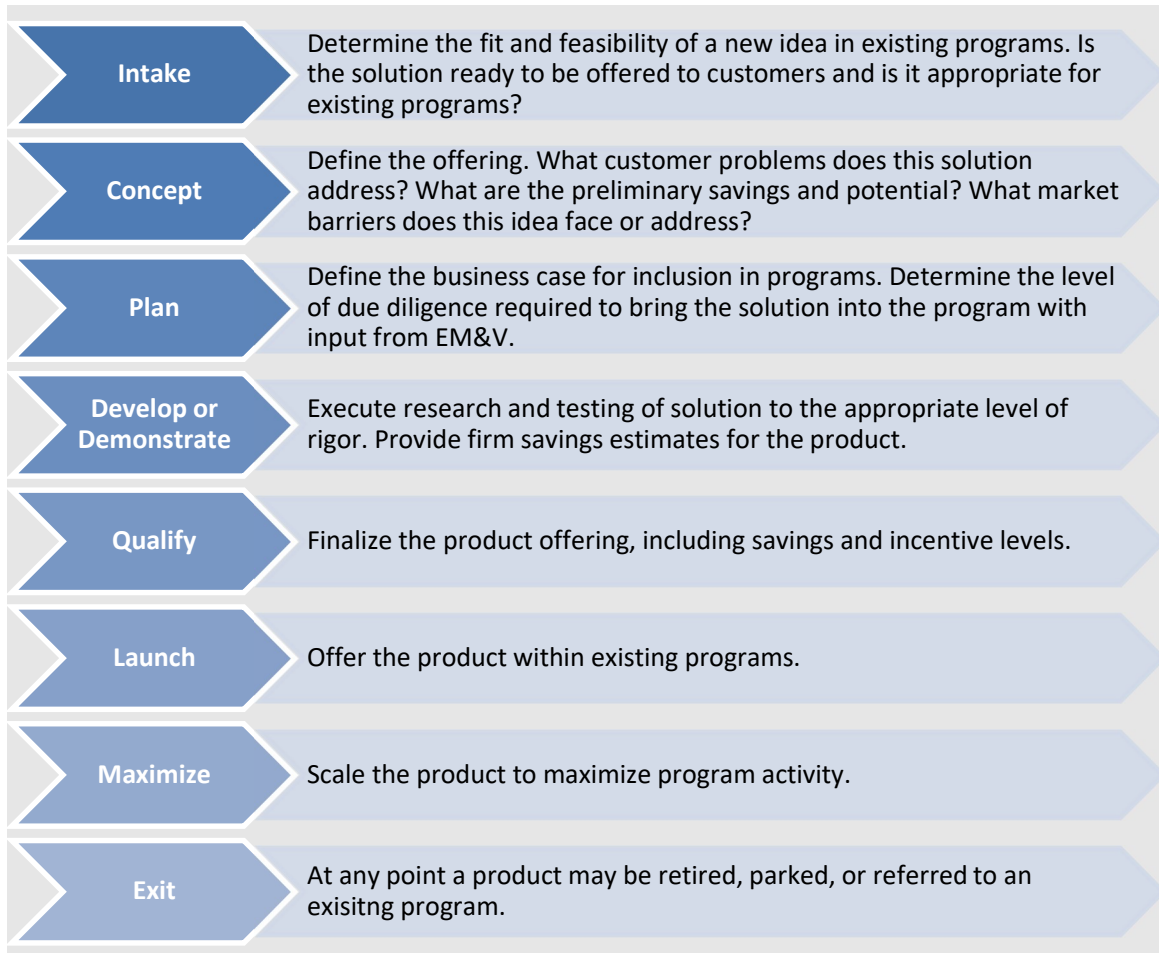 Intake
Determine the fit and feasibility of a new idea in existing programs. Is
the solution ready to be offered to customers and is it appropriate for
existing programs?
Concept
Define the offering. What customer problems does this solution
address? What are the preliminary savings and potential? What market
barriers does this idea face or address?
Plan
Define the business case for inclusion in programs. Determine the level
of due diligence required to bring the solution into the program with
input from EM&V.
Develop or
Demonstrate
Execute research and testing of solution to the appropriate level of
rigor. Provide firm savings estimates for the product.
Qualify
Finalize the product offering, including savings and incentive levels.
Launch
Offer the product within existing programs.
Maximize
Scale the product to maximize program activity.
Exit
At any point a product may be retired, parked, or referred to an
exisitng program.